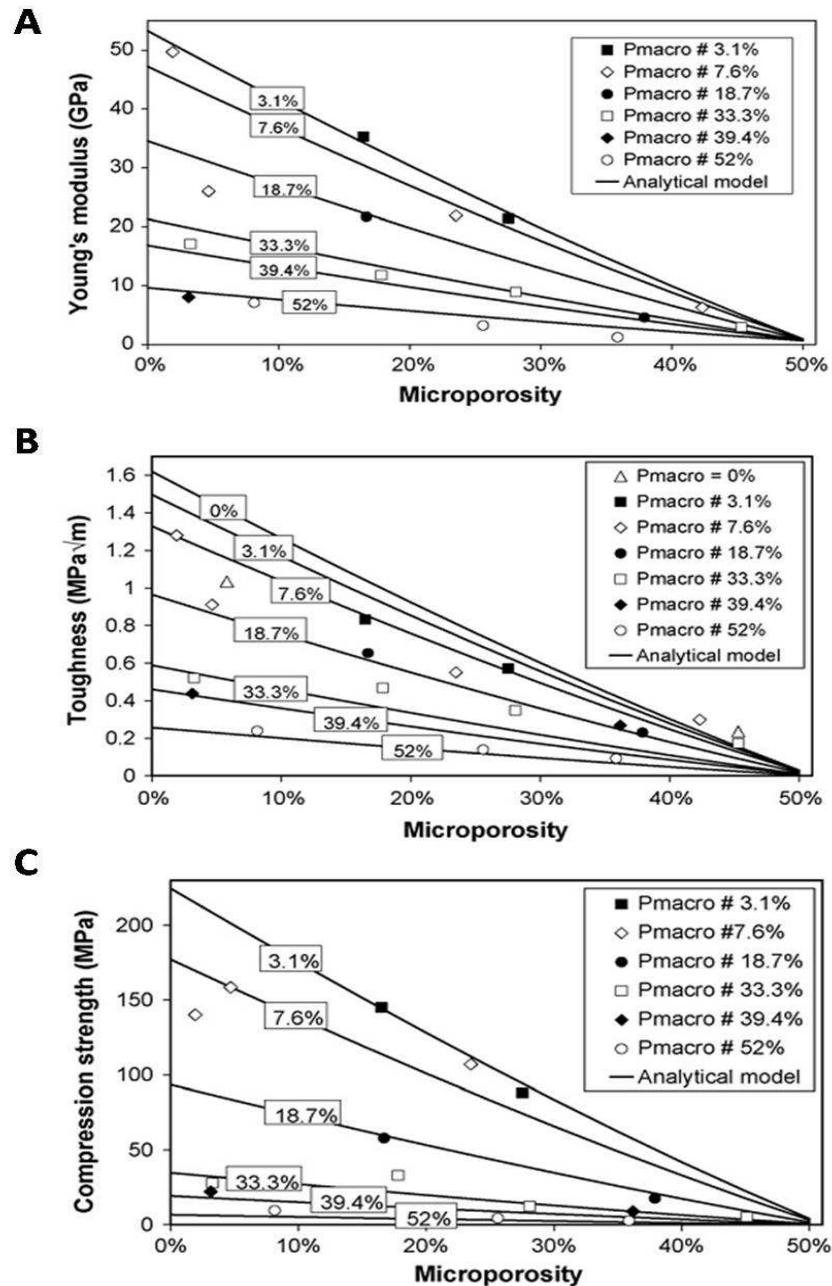 A
Young's modulus (GPa)
50
40
30
20
10
0
0% 10% 20% 30% 40% 50%
Microporosity
3.1%
7.6%
18.7%
33.3%
39.4%
52%
Pmacro # 3.1%
Pmacro # 7.6%
Pmacro # 18.7%
Pmacro # 33.3%
Pmacro # 39.4%
Pmacro # 52%
Analytical model
B
Toughness (MPa√m)
1.6
1.4
1.2
1
0.8
0.6
0.4
0.2
0
0% 10% 20% 30% 40% 50%
Microporosity
0%
3.1%
7.6%
18.7%
33.3%
39.4%
52%
Pmacro = 0%
Pmacro # 3.1%
Pmacro # 7.6%
Pmacro # 18.7%
Pmacro # 33.3%
Pmacro # 39.4%
Pmacro # 52%
Analytical model
C
Compression strength (MPa)
200
150
100
50
0
0% 10% 20% 30% 40% 50%
Microporosity
3.1%
7.6%
18.7%
33.3%
39.4%
52%
Pmacro # 3.1%
Pmacro #7.6%
Pmacro # 18.7%
Pmacro # 33.3%
Pmacro # 39.4%
Pmacro # 52%
Analytical model